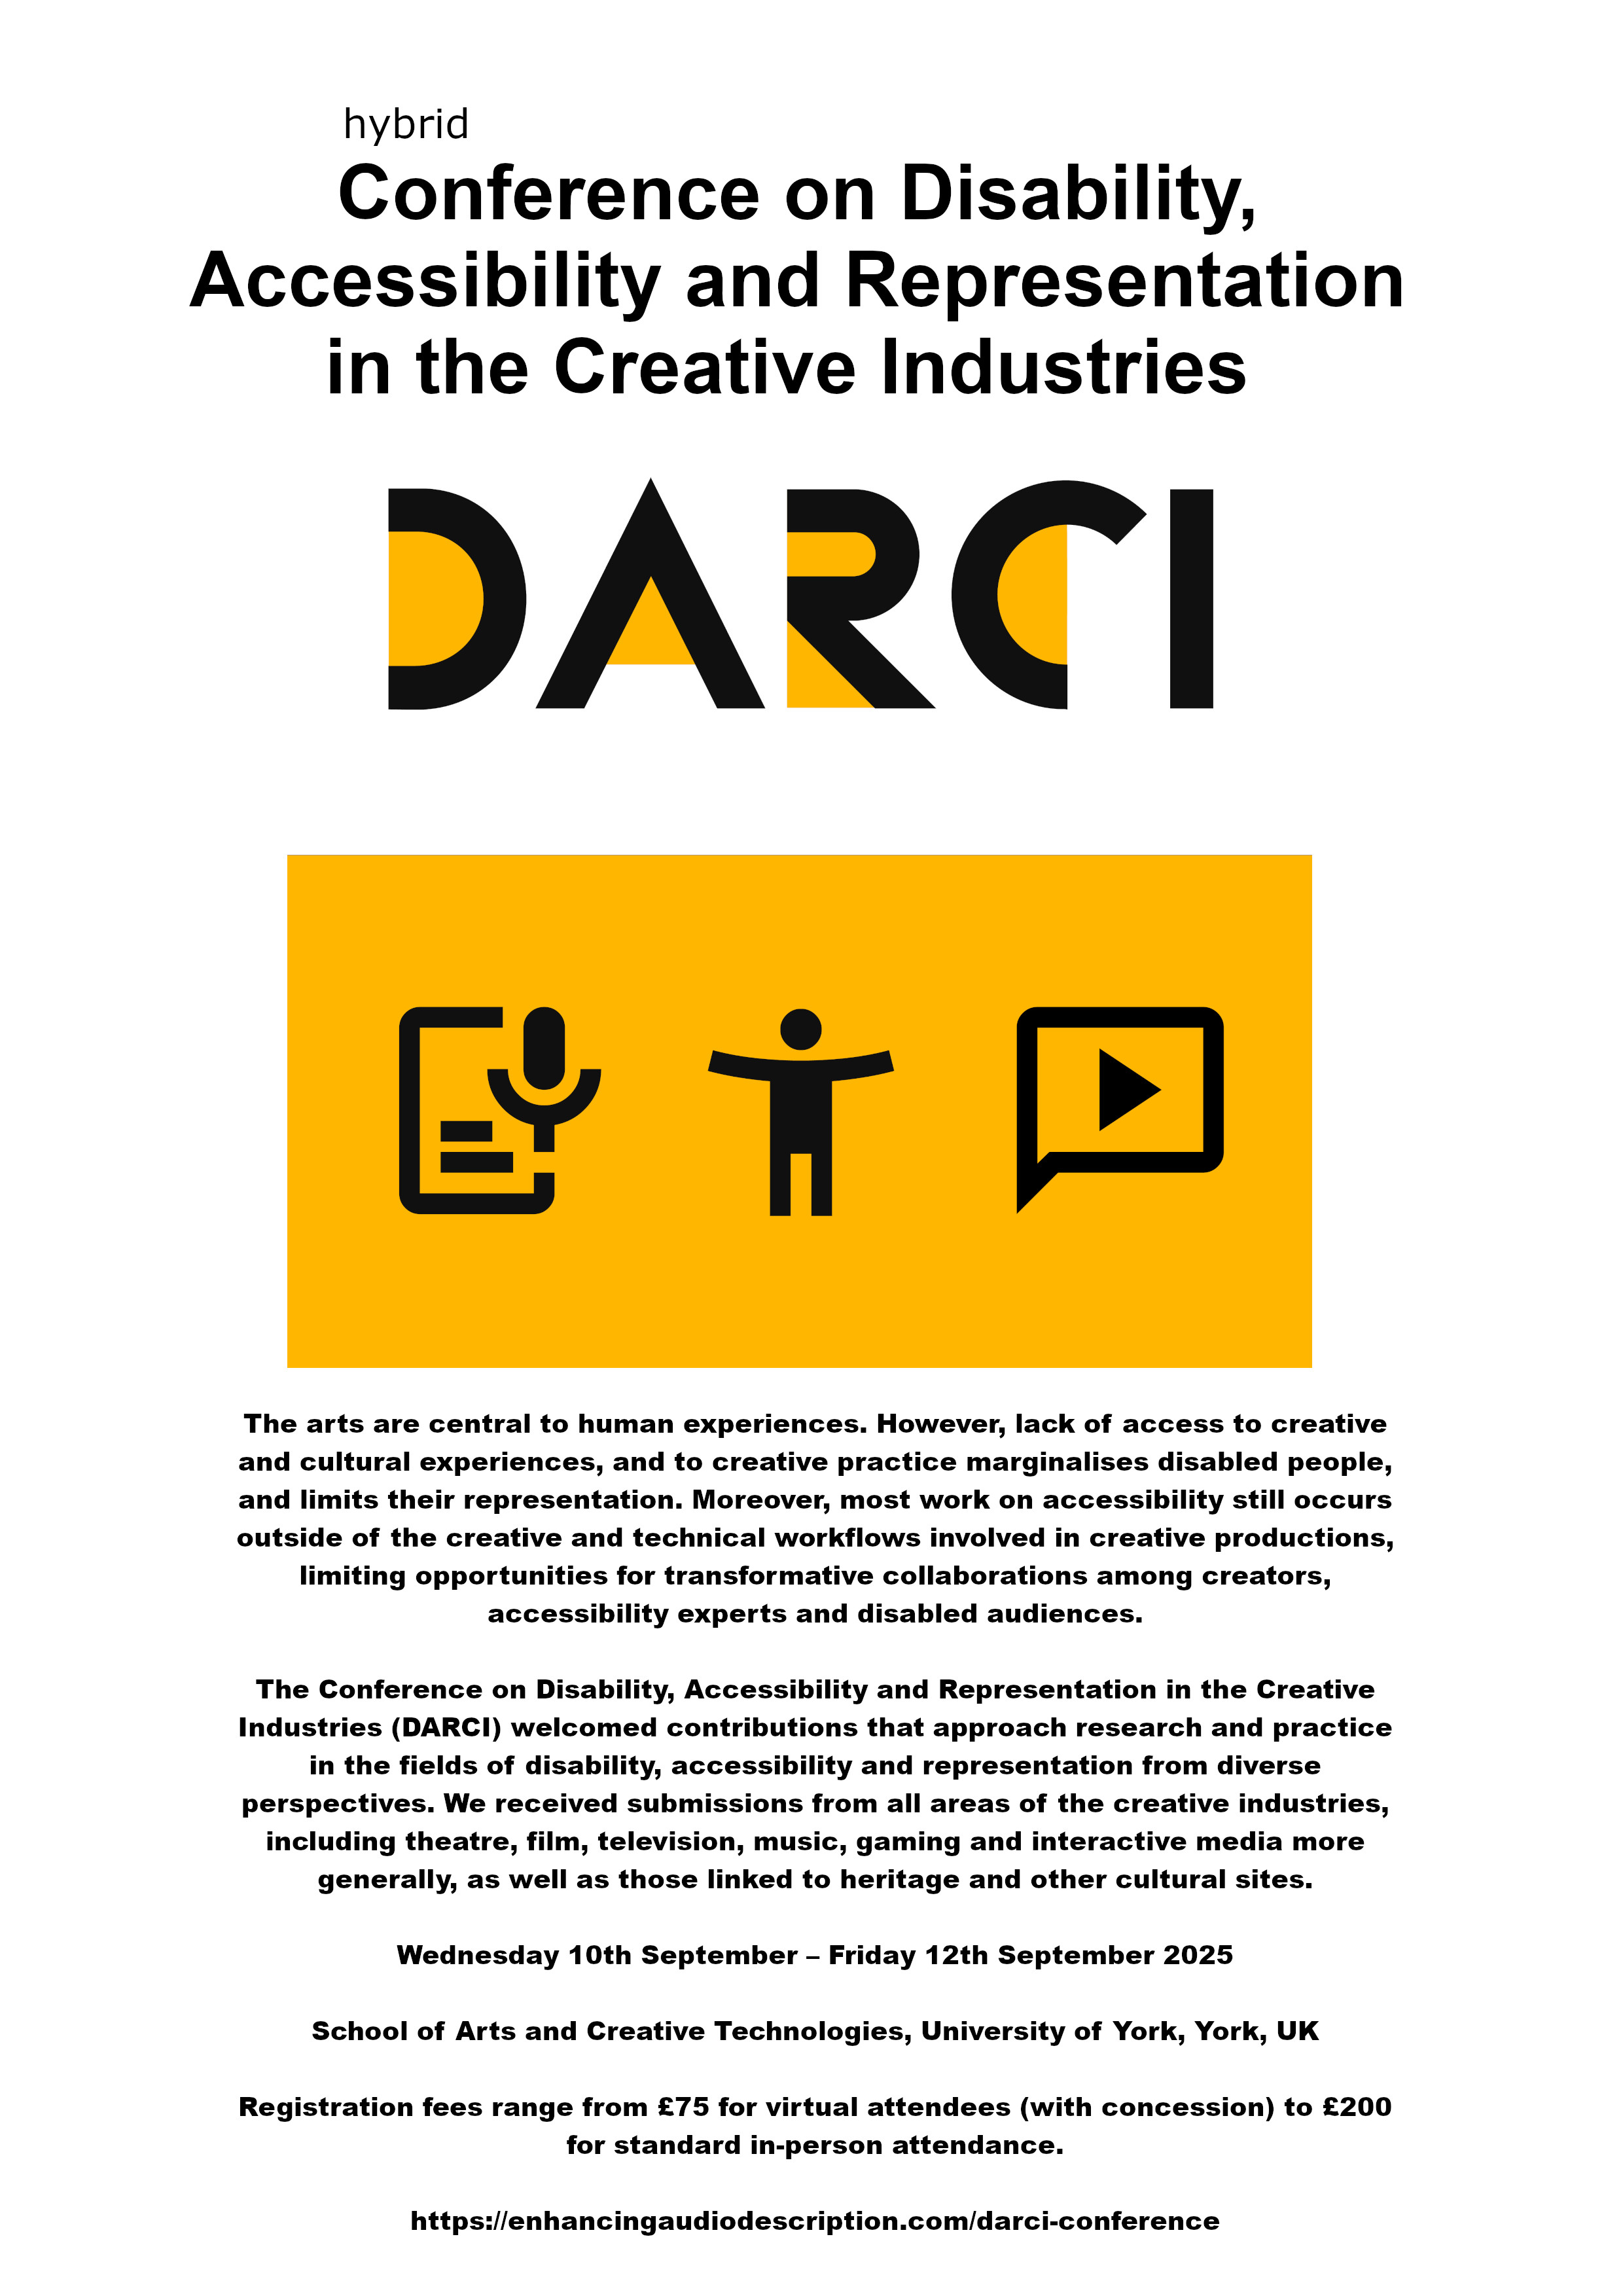 hybrid
Conference on Disability,
Accessibility and Representation
in the Creative Industries
DARCI
The arts are central to human experiences. However, lack of access to creative
and cultural experiences, and to creative practice marginalises disabled people,
and limits their representation. Moreover, most work on accessibility still occurs
outside of the creative and technical workflows involved in creative productions,
limiting opportunities for transformative collaborations among creators,
accessibility experts and disabled audiences.
The Conference on Disability, Accessibility and Representation in the Creative
Industries (DARCI) welcomed contributions that approach research and practice
in the fields of disability, accessibility and representation from diverse
perspectives. We received submissions from all areas of the creative industries,
including theatre, film, television, music, gaming and interactive media more
generally, as well as those linked to heritage and other cultural sites.
Wednesday 10th September – Friday 12th September 2025
School of Arts and Creative Technologies, University of York, York, UK
Registration fees range from £75 for virtual attendees (with concession) to £200
for standard in-person attendance.
https://enhancingaudiodescription.com/darci-conference